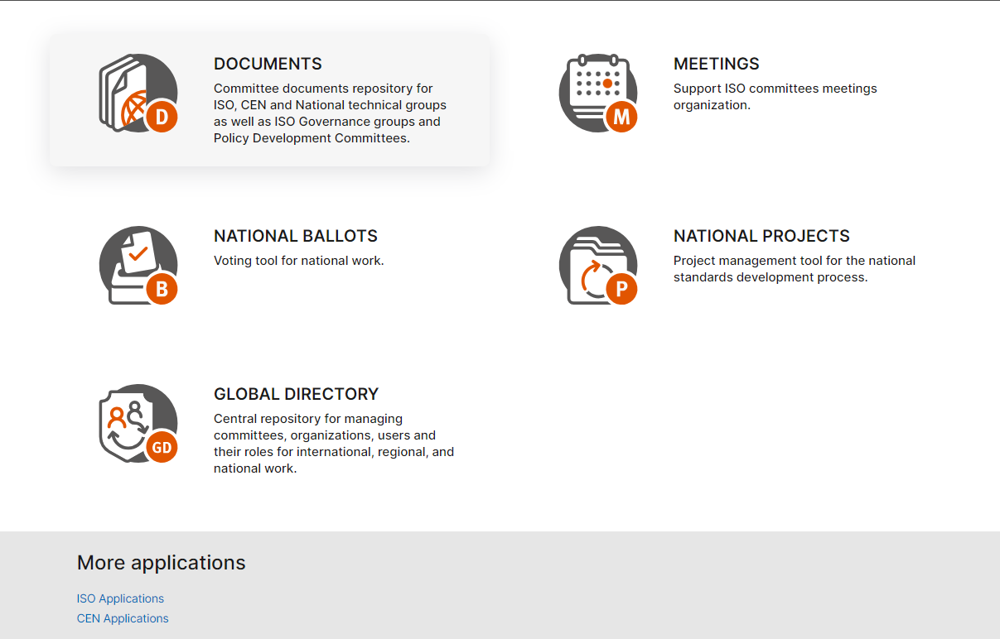 D
DOCUMENTS
Committee documents repository for
ISO, CEN and National technical groups
as well as ISO Governance groups and
Policy Development Committees.
M
MEETINGS
Support ISO committees meetings
organization.
B
NATIONAL BALLOTS
Voting tool for national work.
P
NATIONAL PROJECTS
Project management tool for the national
standards development process.
GD
GLOBAL DIRECTORY
Central repository for managing
committees, organizations, users and
their roles for international, regional, and
national work.
More applications
ISO Applications
CEN Applications